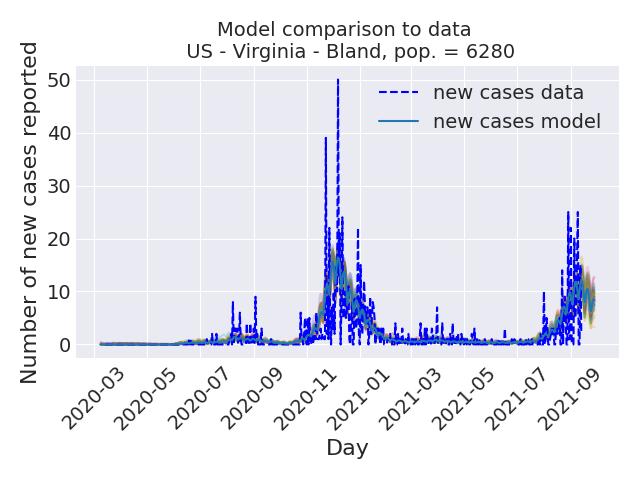 Model comparison to data
US - Virginia - Bland, pop. = 6280
Number of new cases reported
50
40
30
20
10
0
new cases data
new cases model
2020-03
2020-05
2020-07
2020-09
2020-11
2021-01
2021-03
2021-05
2021-07
2021-09
Day